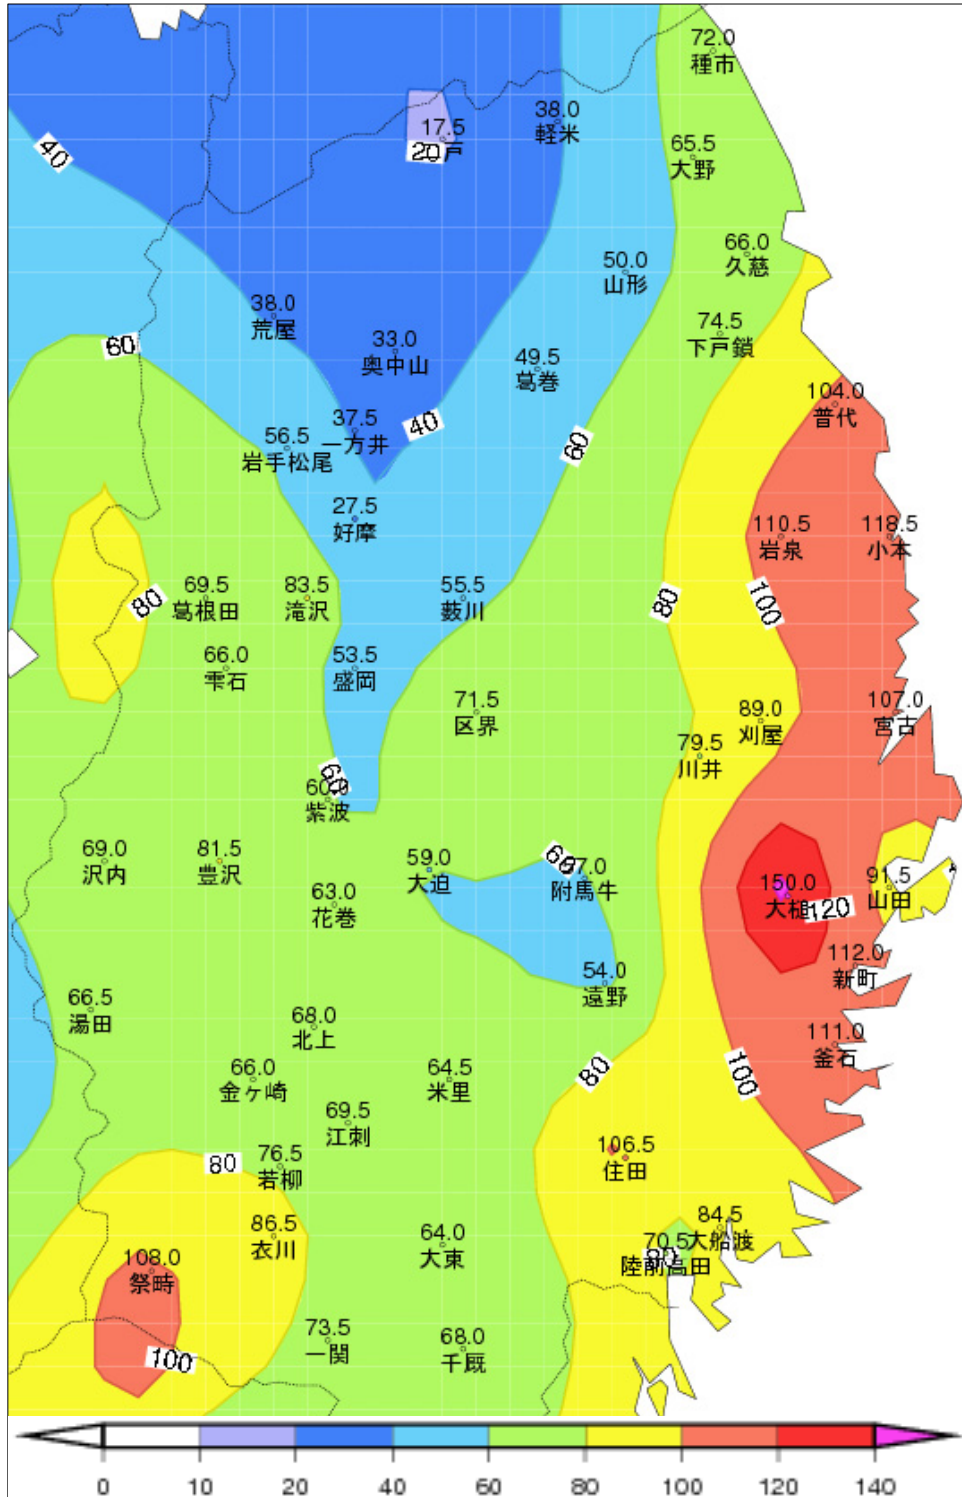 72.0
種市
38.0
軽米
17.5
戸
20
40
65.5
大野
66.0
久慈
50.0
山形
38.0
荒屋
74.5
下戸鎖
60
33.0
奥中山
49.5
葛巻
104.0
普代
37.5
一方井
40
56.5
岩手松尾
60
27.5
好摩
110.5
岩泉
118.5
小本
69.5
葛根田
83.5
滝沢
55.5
薮川
80
80
100
66.0
雫石
53.5
盛岡
71.5
区界
89.0
刈屋
107.0
宮古
79.5
川井
60
紫波
69.0
沢内
81.5
豊沢
59.0
大迫
60
57.0
附馬牛
150.0
大槌
120
91.5
山田
63.0
花巻
112.0
新町
54.0
遠野
66.5
湯田
68.0
北上
111.0
釜石
66.0
金ヶ崎
64.5
米里
80
100
69.5
江刺
106.5
住田
80
76.5
若柳
86.5
衣川
64.0
大東
84.5
大船渡
70.5
陸前高田
80
108.0
祭畤
100
73.5
一関
68.0
千厩
0 10 20 40 60 80 100 120 140